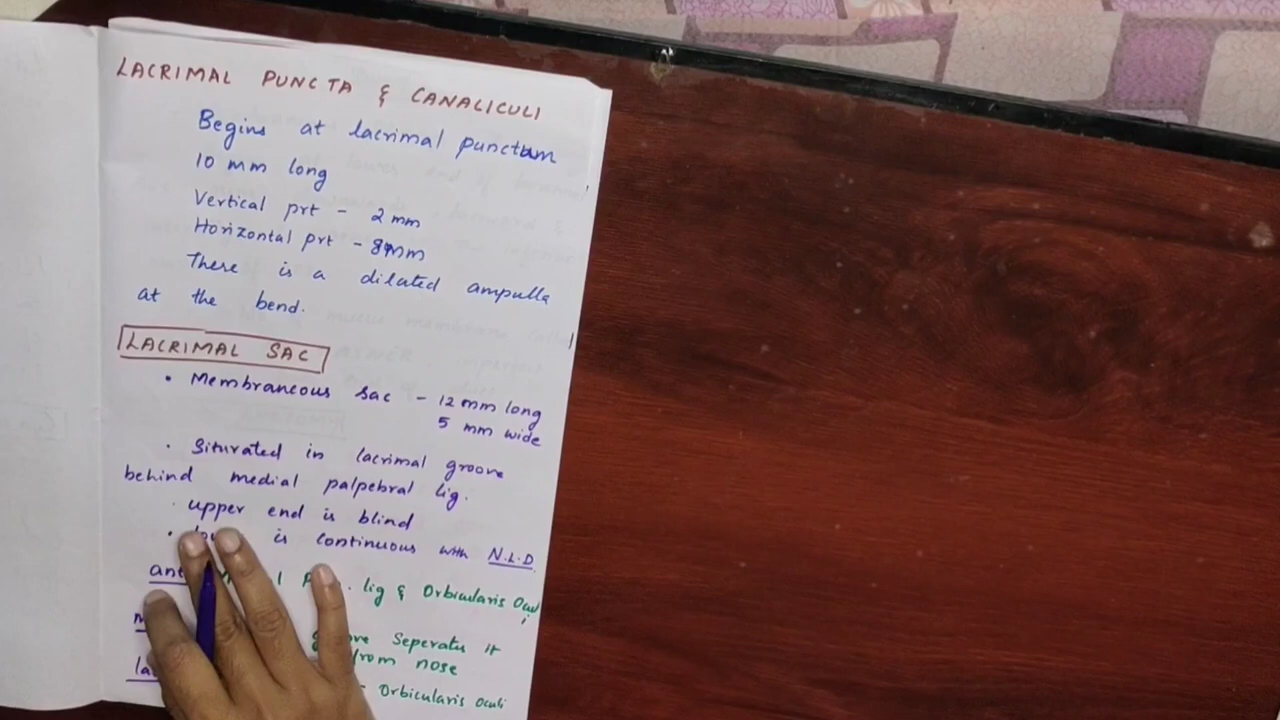 LACRIMAL PUNCTA & CANALICULI
Begins at lacrimal punctum
10 mm long
Vertical prt - 2 mm
Horizontal prt - 8mm
There is a dilated ampulla
at the bend.
LACRIMAL SAC
• Membraneous sac - 12 mm long
5 mm wide
• Siturated in lacrimal groove
behind medial palpebral lig.
• upper end is blind
• is continuous with N.L.D
lig & Orbicularis Oculi
Seperates it
from nose
- Orbicularis oculi